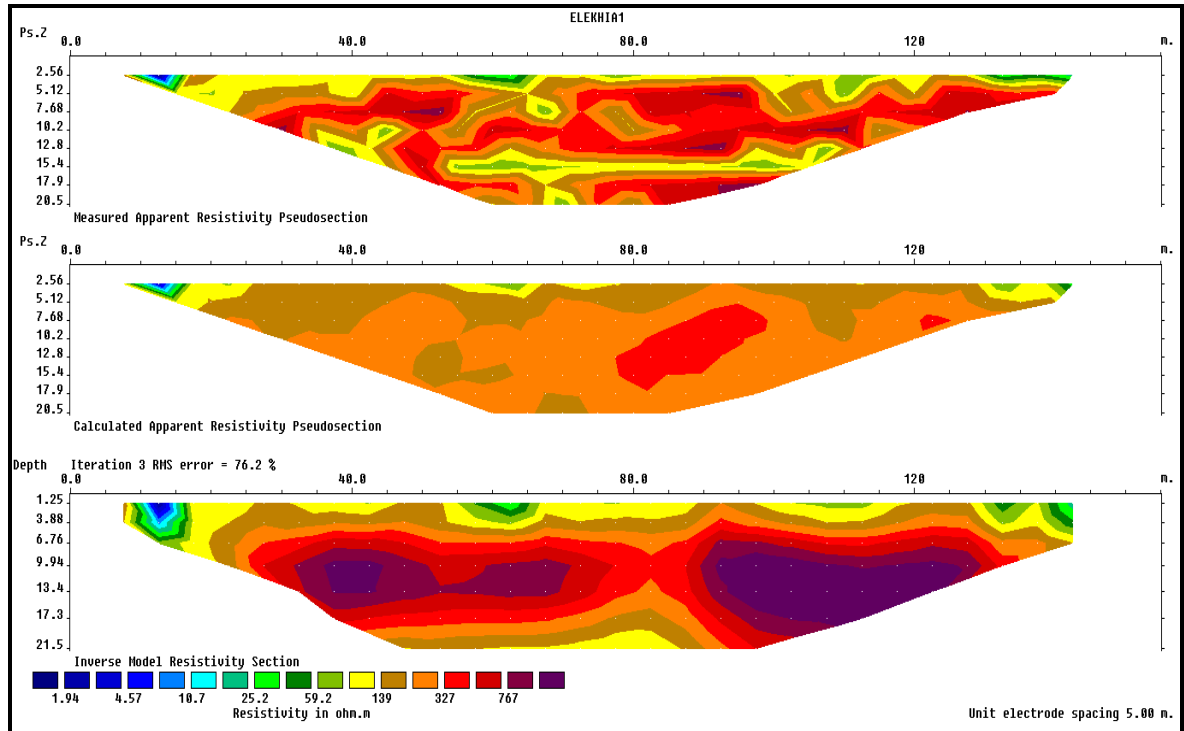 ELEKHIA1
Ps.Z 0.0 40.0 80.0 120 m.
2.56
5.12
7.68
10.2
12.8
15.4
17.9
20.5
Measured Apparent Resistivity Pseudosection
Ps.Z 0.0 40.0 80.0 120 m.
2.56
5.12
7.68
10.2
12.8
15.4
17.9
20.5
Calculated Apparent Resistivity Pseudosection
Depth Iteration 3 RMS error = 76.2 %
0.0 40.0 80.0 120 m.
1.25
3.88
6.76
9.94
13.4
17.3
21.5
Inverse Model Resistivity Section
1.94 4.57 10.7 25.2 59.2 139 327 767
Resistivity in ohm.m Unit electrode spacing 5.00 m.